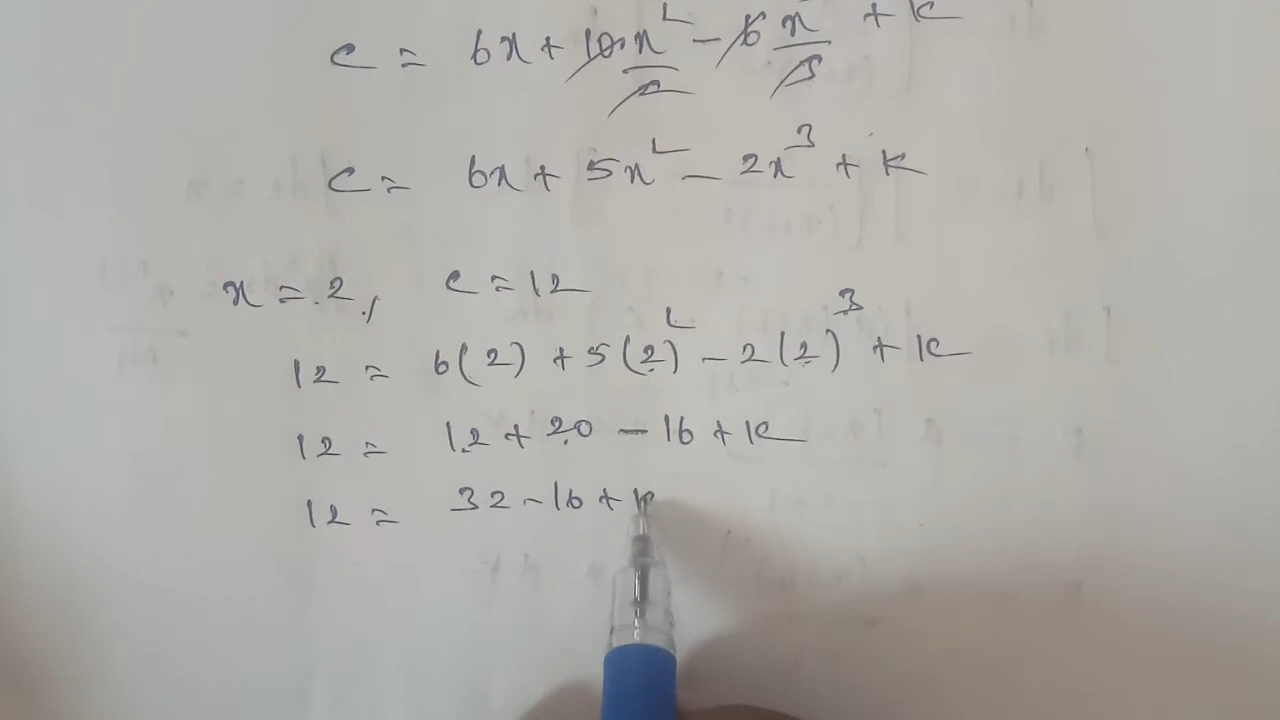 c = 6x + 10x²/2 - 6x/3 + k
c = 6x + 5x² - 2x³ + k
x = 2, c = 12
12 = 6(2) + 5(2)² - 2(2)³ + k
12 = 12 + 20 - 16 + k
12 = 32 - 16 + k